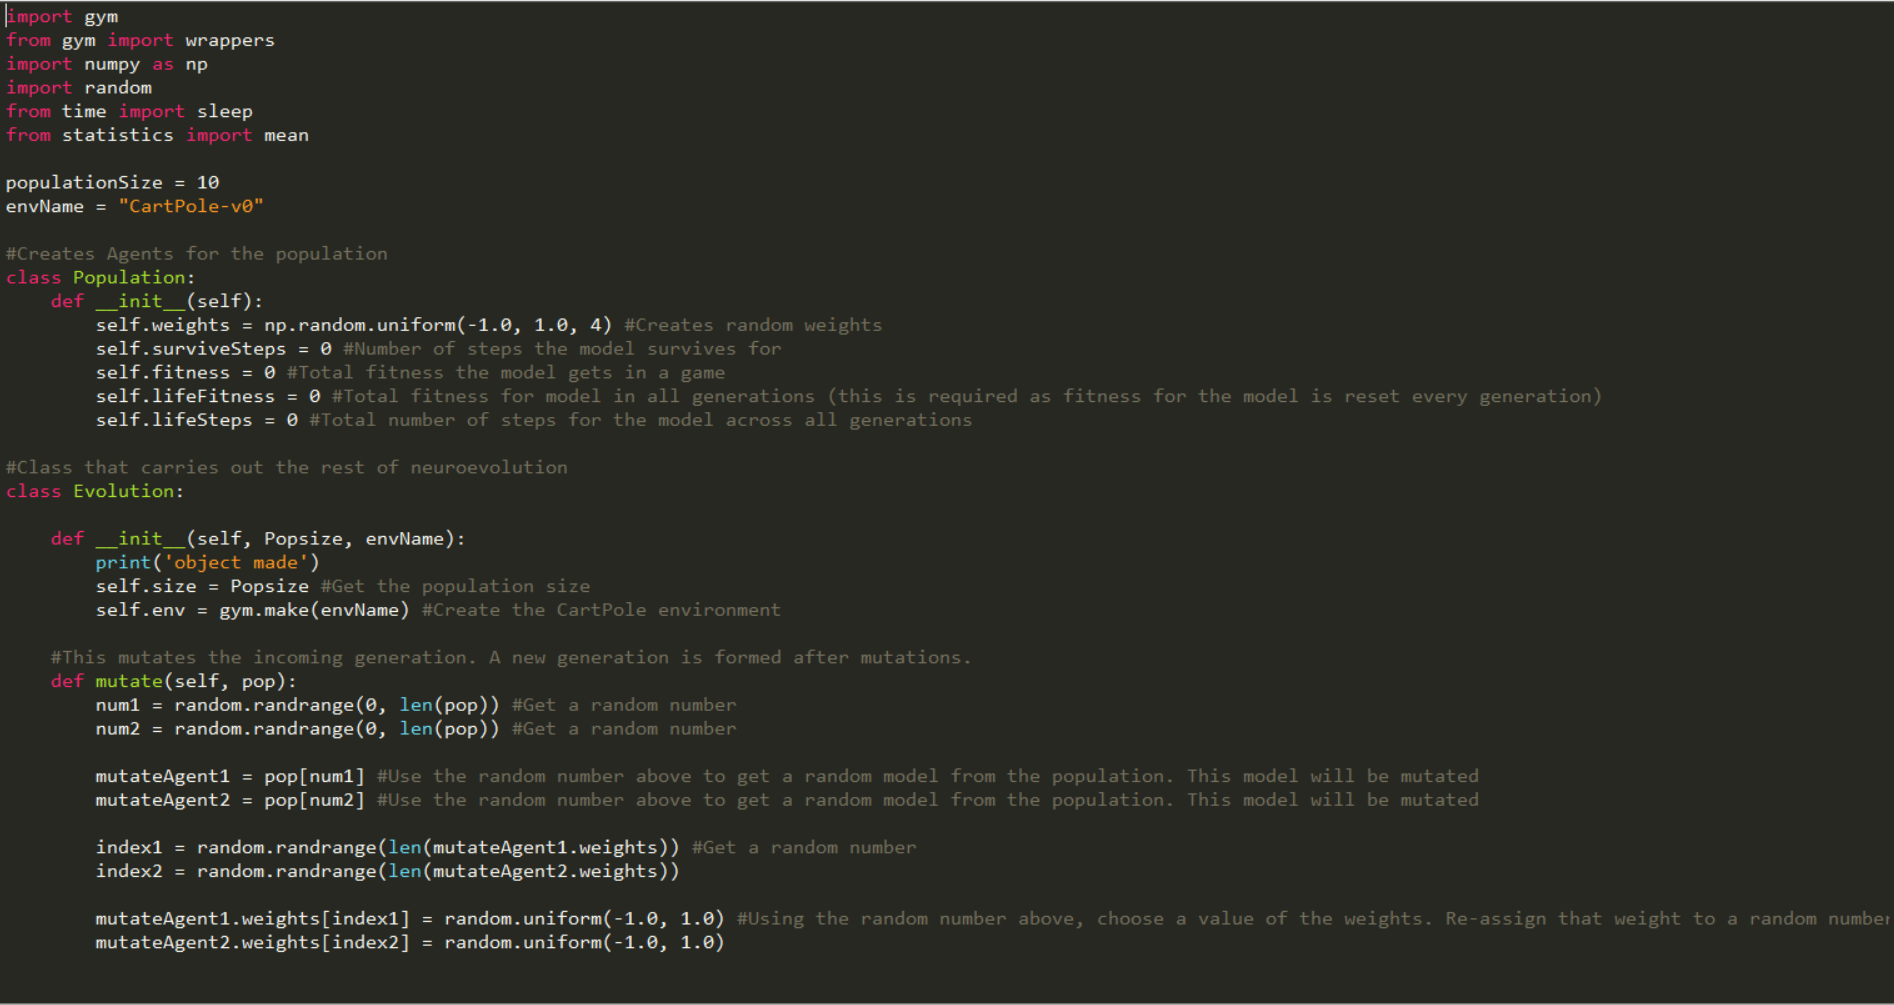 import gym
from gym import wrappers
import numpy as np
import random
from time import sleep
from statistics import mean
populationSize = 10
envName = "CartPole-v0"
#Creates Agents for the population
class Population:
    def __init__(self):
        self.weights = np.random.uniform(-1.0, 1.0, 4) #Creates random weights
        self.surviveSteps = 0 #Number of steps the model survives for
        self.fitness = 0 #Total fitness the model gets in a game
        self.lifeFitness = 0 #Total fitness for model in all generations (this is required as fitness for the model is reset every generation)
        self.lifeSteps = 0 #Total number of steps for the model across all generations
#Class that carries out the rest of neuroevolution
class Evolution:
    def __init__(self, Popsize, envName):
        print('object made')
        self.size = Popsize #Get the population size
        self.env = gym.make(envName) #Create the CartPole environment
    #This mutates the incoming generation. A new generation is formed after mutations.
    def mutate(self, pop):
        num1 = random.randrange(0, len(pop)) #Get a random number
        num2 = random.randrange(0, len(pop)) #Get a random number
        mutateAgent1 = pop[num1] #Use the random number above to get a random model from the population. This model will be mutated
        mutateAgent2 = pop[num2] #Use the random number above to get a random model from the population. This model will be mutated
        index1 = random.randrange(len(mutateAgent1.weights)) #Get a random number
        index2 = random.randrange(len(mutateAgent2.weights))
        mutateAgent1.weights[index1] = random.uniform(-1.0, 1.0) #Using the random number above, choose a value of the weights. Re-assign that weight to a random number
        mutateAgent2.weights[index2] = random.uniform(-1.0, 1.0)